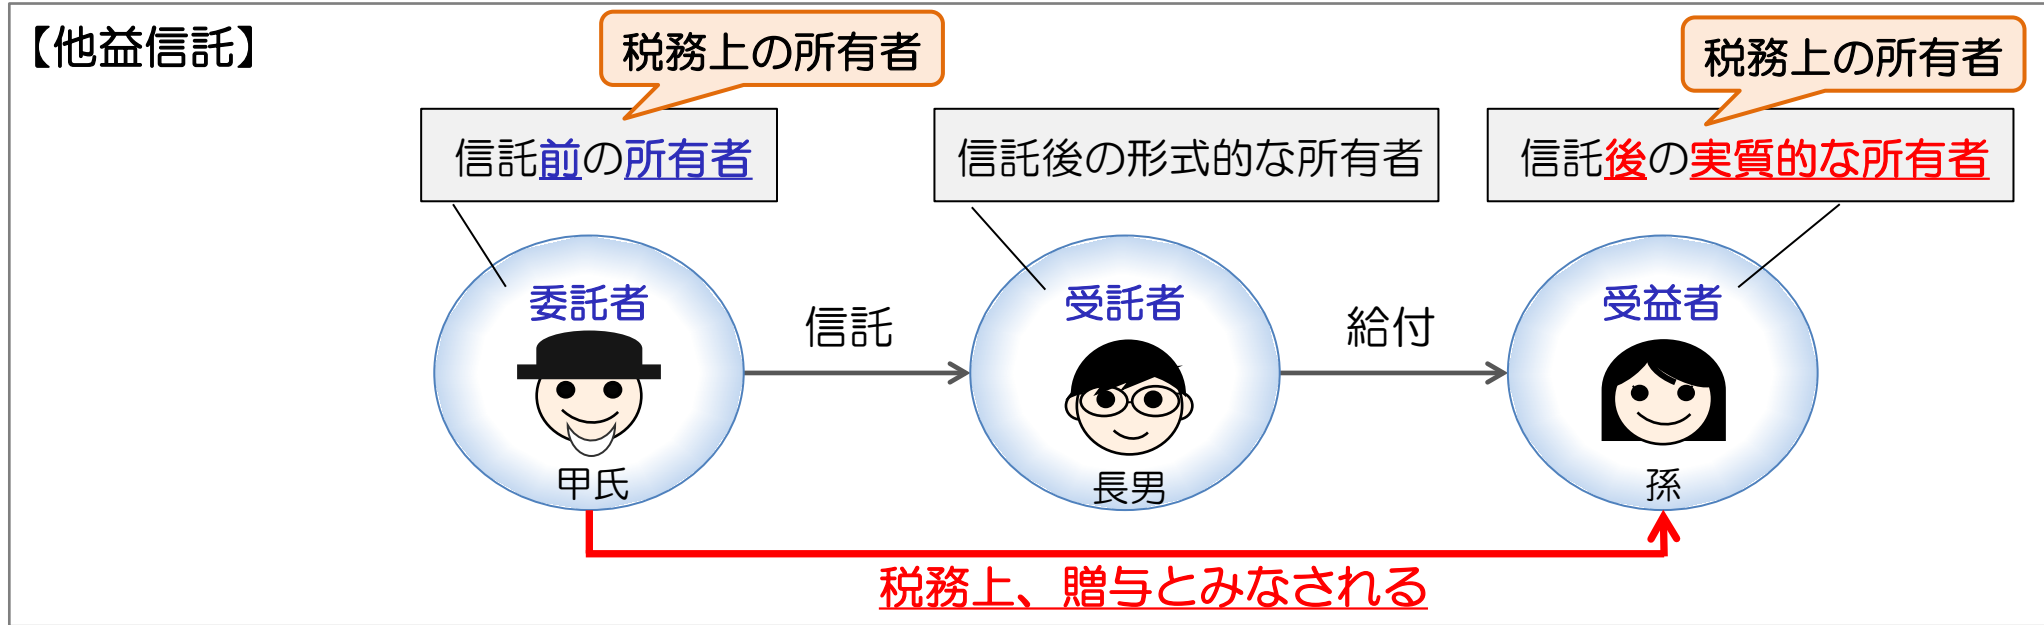 【他益信託】
税務上の所有者
税務上の所有者
信託前の所有者
信託後の形式的な所有者
信託後の実質的な所有者
委託者
信託
受託者
給付
受益者
甲氏
長男
孫
税務上、贈与とみなされる